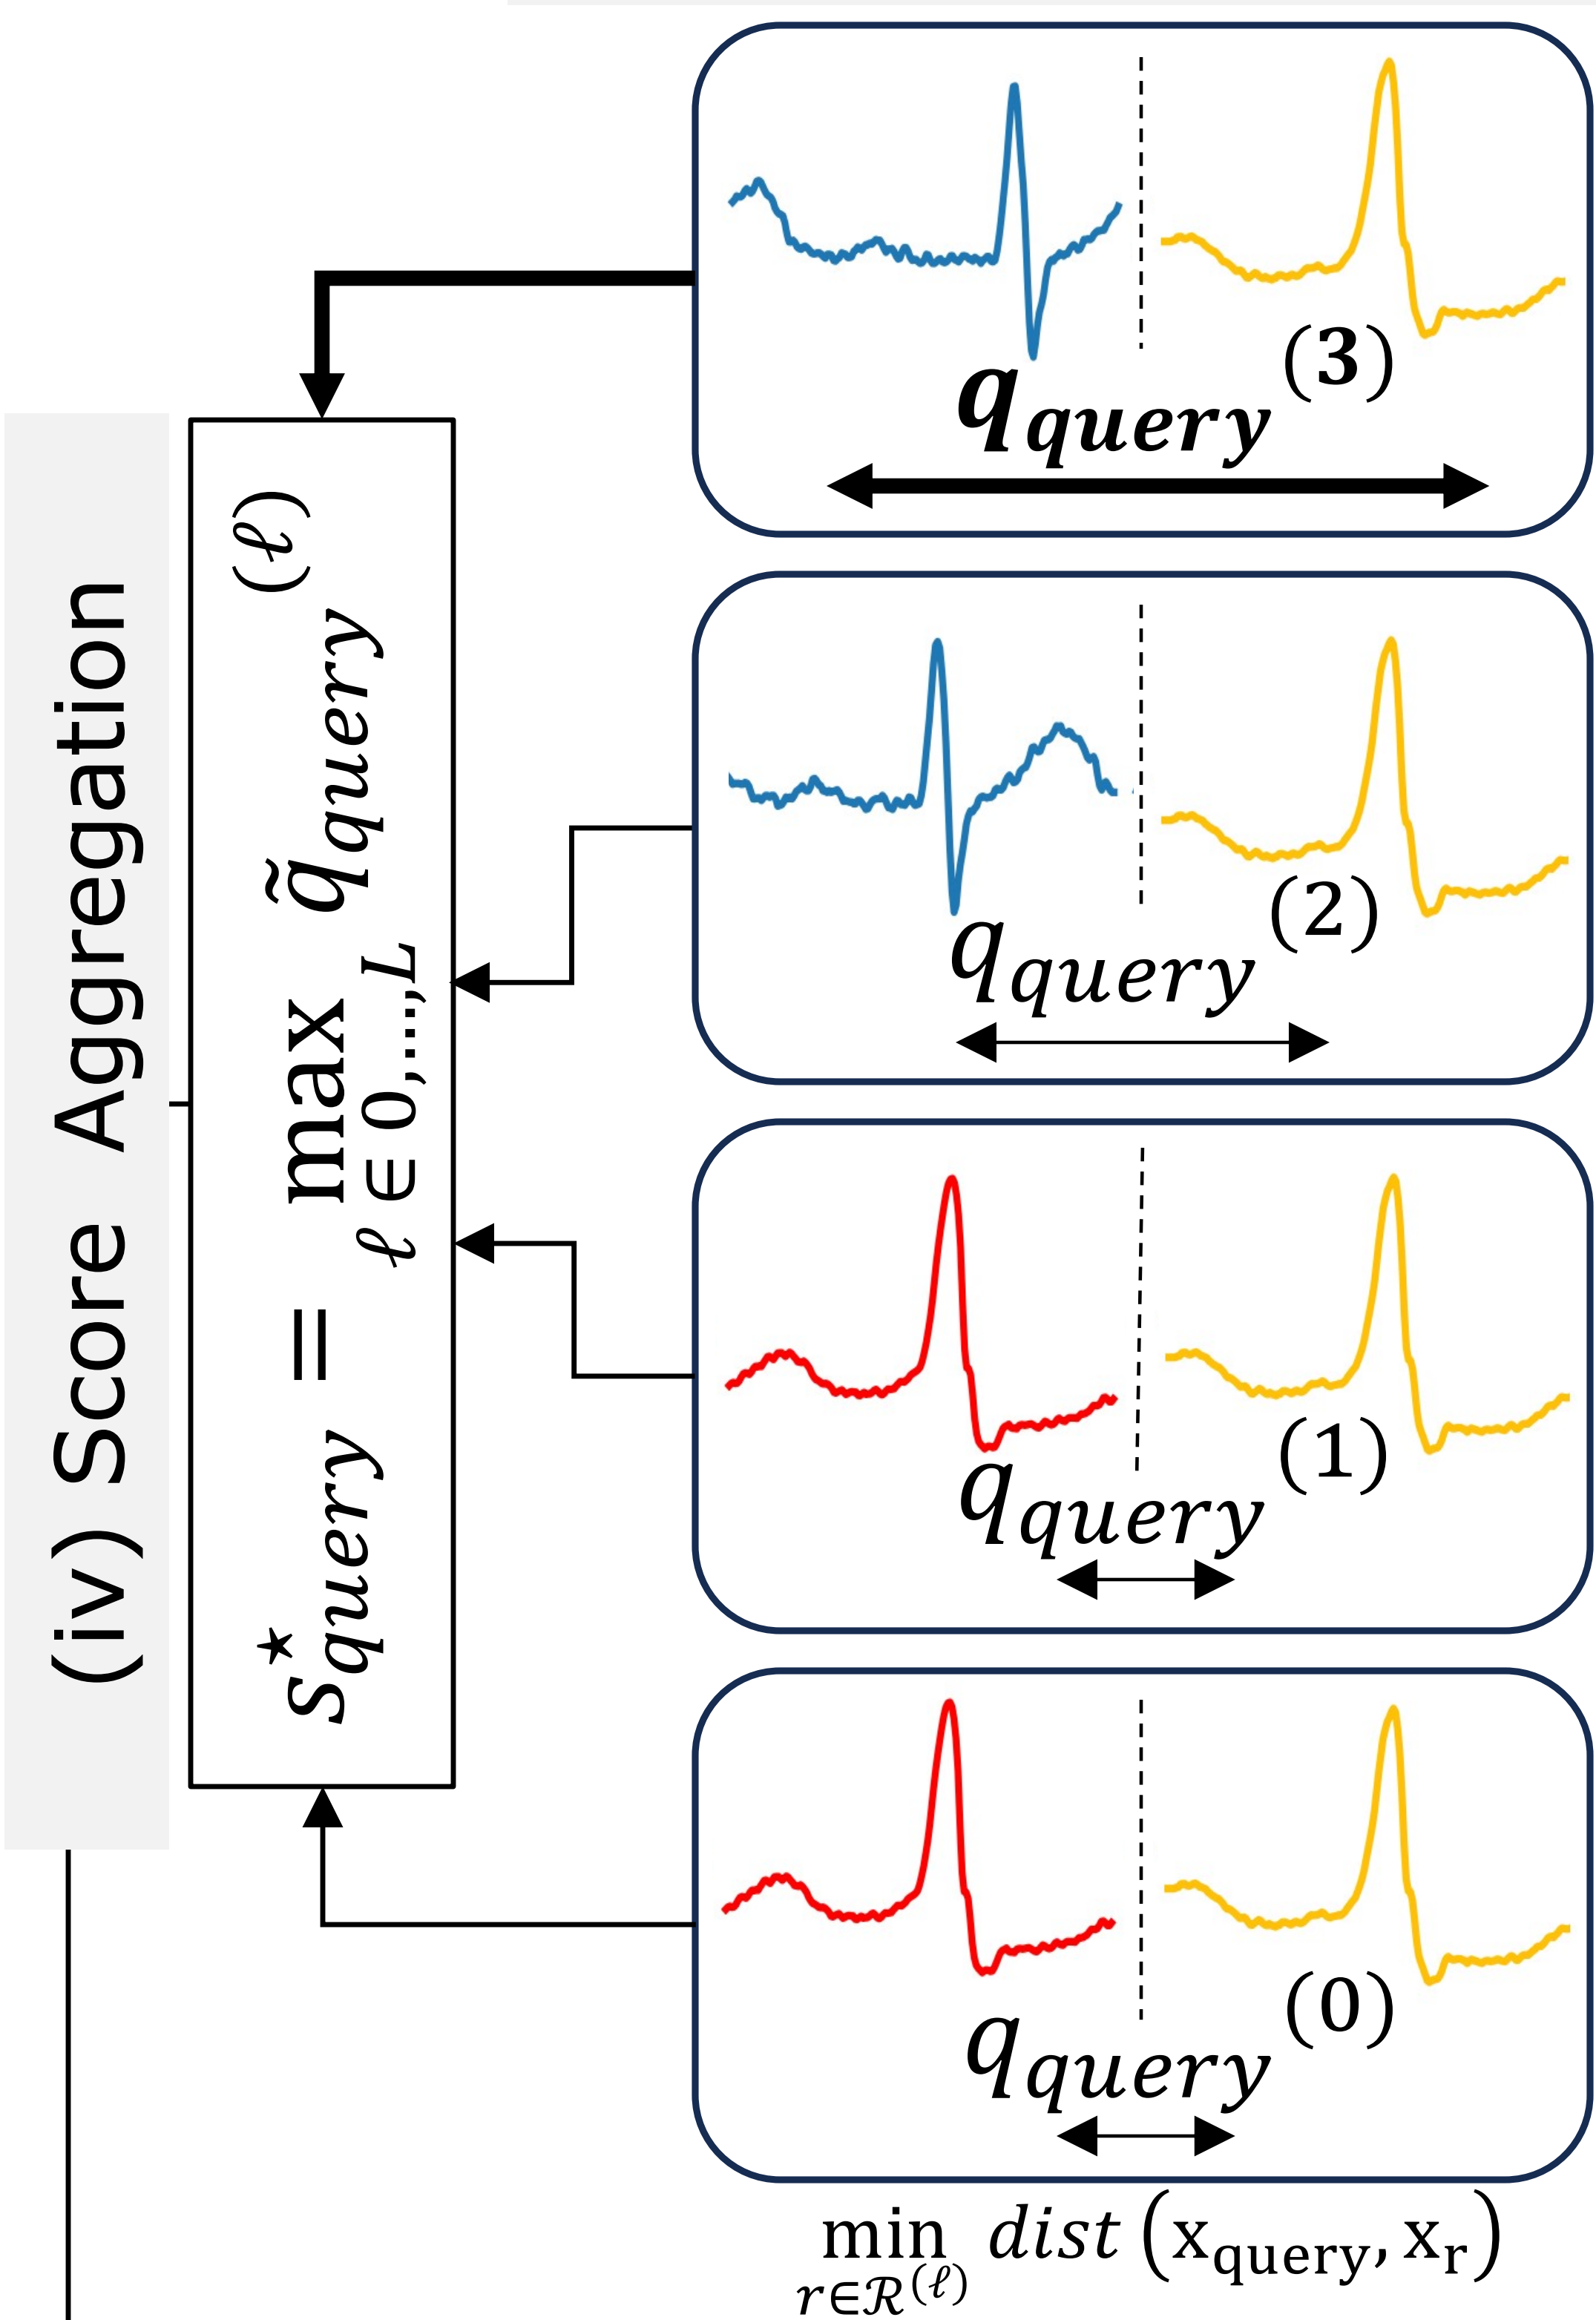 (iv) Score Aggregation
s*query = max ℓ ∈ 0,...,L q̃query(ℓ)
qquery(3)
qquery(2)
qquery(1)
qquery(0)
min dist (xquery, xr)
r∈ℛ(ℓ)